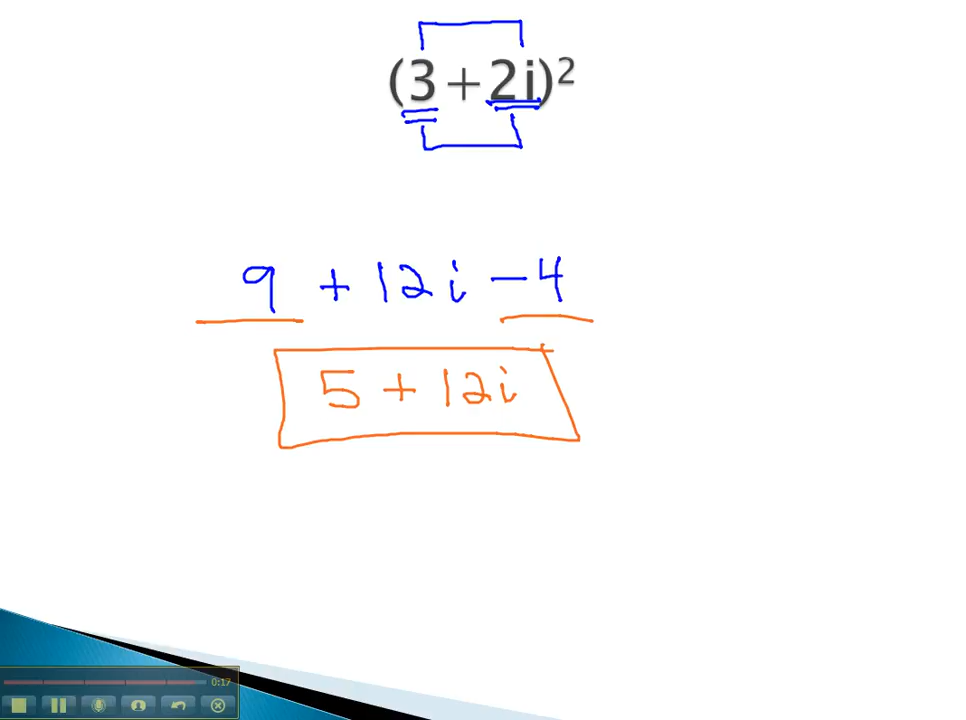 (3+2i)²
9 + 12i - 4
5 + 12i
0:17